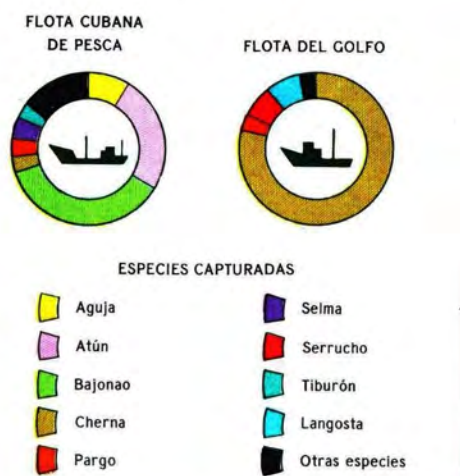 FLOTA CUBANA
DE PESCA
FLOTA DEL GOLFO
ESPECIES CAPTURADAS
Aguja
Atún
Bajonao
Cherna
Pargo
Selma
Serrucho
Tiburón
Langosta
Otras especies